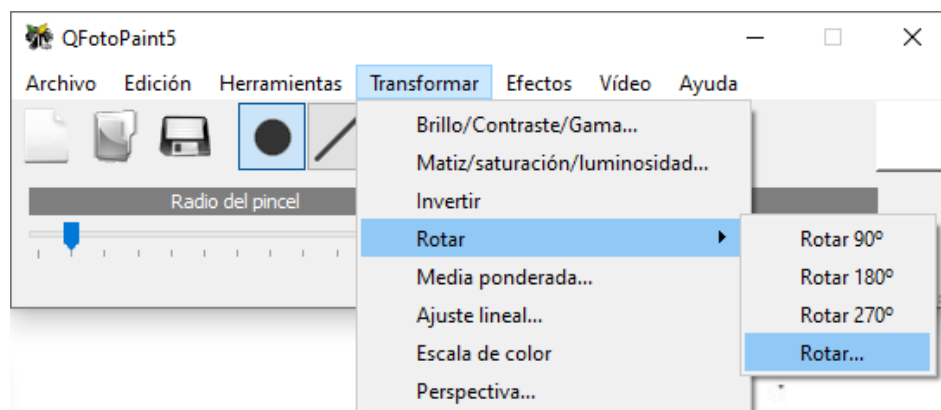 QFotoPaint5
Archivo Edición Herramientas Transformar Efectos Vídeo Ayuda
Brillo/Contraste/Gama...
Matiz/saturación/luminosidad...
Radio del pincel
Invertir
Rotar
Rotar 90º
Media ponderada...
Rotar 180º
Ajuste lineal...
Rotar 270º
Escala de color
Rotar...
Perspectiva...